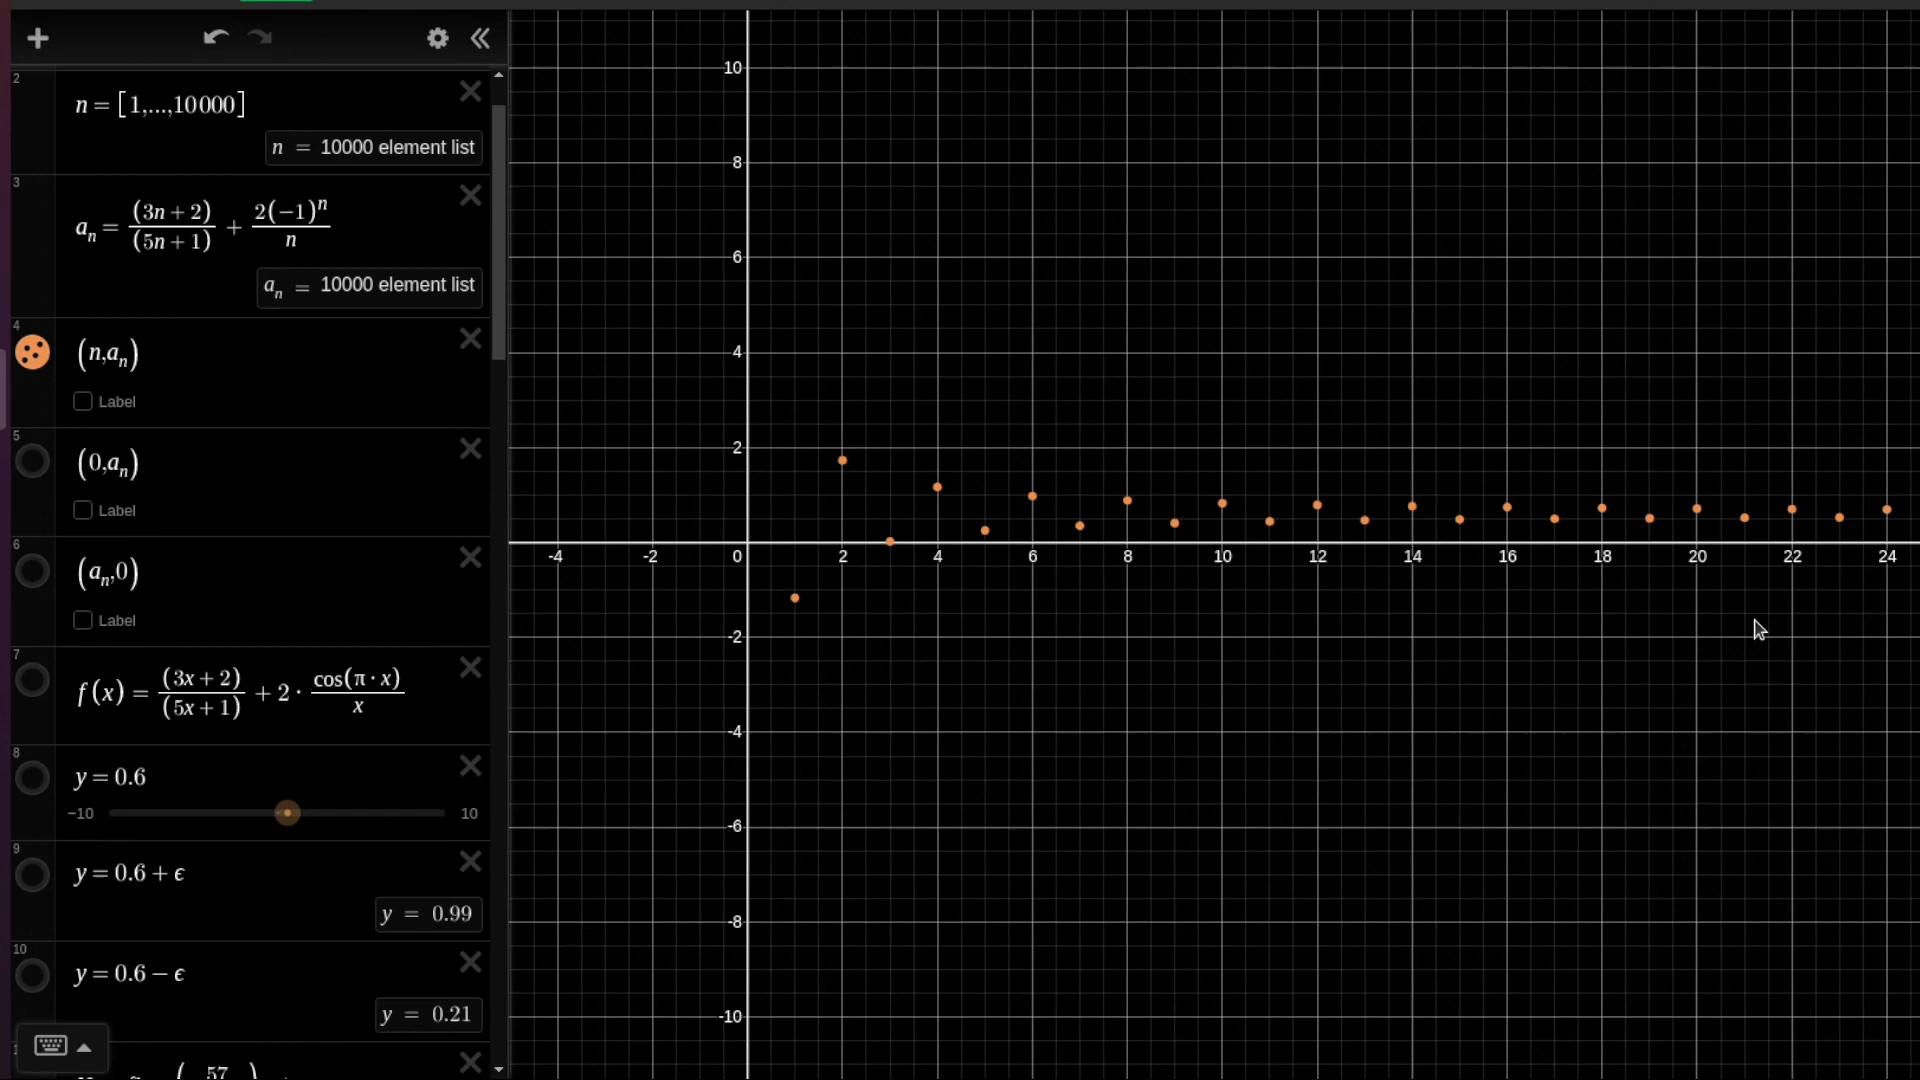 2
n = [1,...,10000]
n = 10000 element list
3
a_n = (3n + 2)/(5n + 1) + 2(−1)^n/n
a_n = 10000 element list
4
(n,a_n)
Label
5
(0,a_n)
Label
6
(a_n,0)
Label
7
f(x) = (3x + 2)/(5x + 1) + 2 · cos(π · x)/x
8
y = 0.6
−10 10
9
y = 0.6 + ϵ
y = 0.99
10
y = 0.6 − ϵ
y = 0.21
57
10
8
6
4
2
-4 -2 0 2 4 6 8 10 12 14 16 18 20 22 24
-2
-4
-6
-8
-10